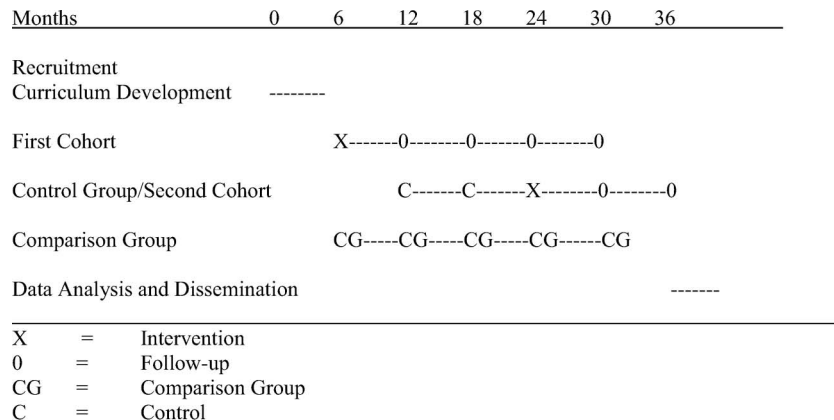 Months 0 6 12 18 24 30 36
Recruitment
Curriculum Development --------
First Cohort X-------0--------0-------0--------0
Control Group/Second Cohort C-------C-------X--------0--------0
Comparison Group CG-----CG-----CG-----CG------CG
Data Analysis and Dissemination -------
X = Intervention
0 = Follow-up
CG = Comparison Group
C = Control